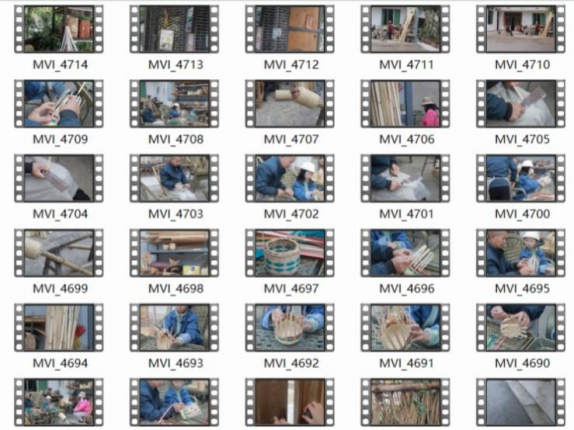 MVI_4714 MVI_4713 MVI_4712 MVI_4711 MVI_4710
MVI_4709 MVI_4708 MVI_4707 MVI_4706 MVI_4705
MVI_4704 MVI_4703 MVI_4702 MVI_4701 MVI_4700
MVI_4699 MVI_4698 MVI_4697 MVI_4696 MVI_4695
MVI_4694 MVI_4693 MVI_4692 MVI_4691 MVI_4690